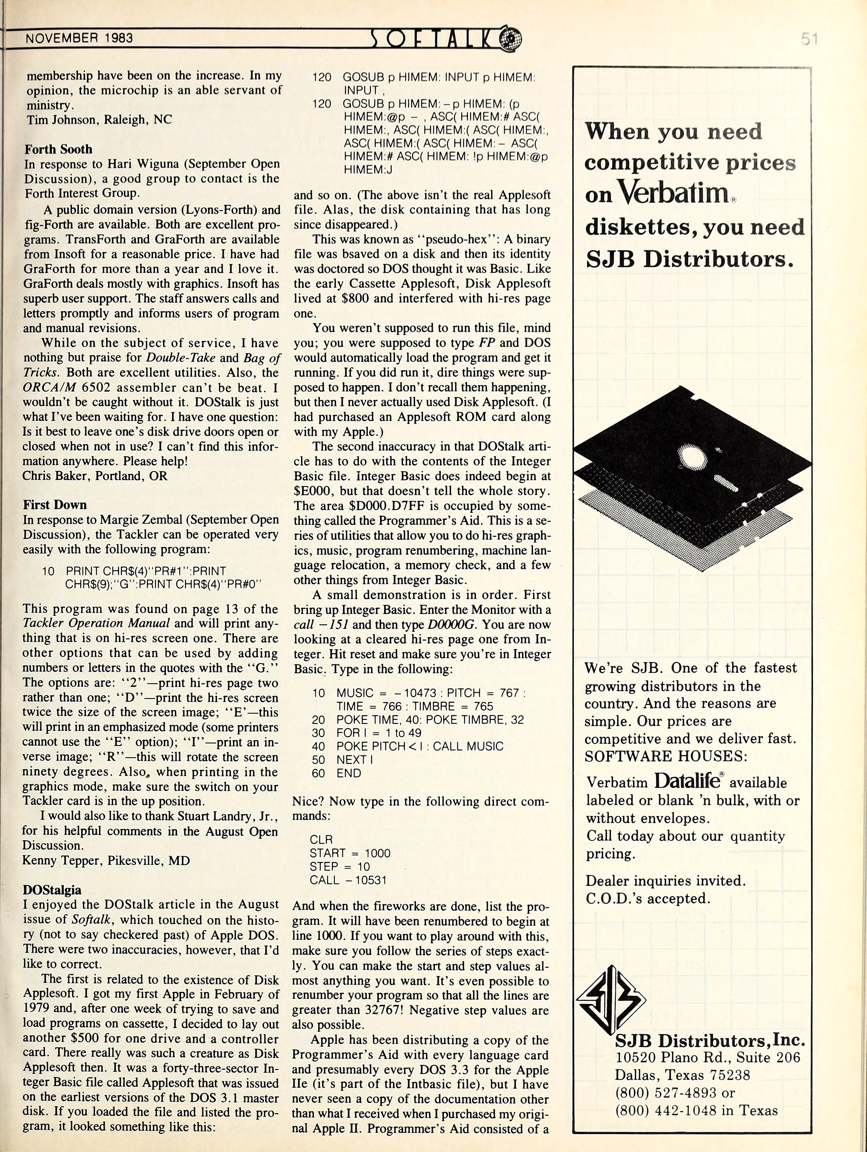 NOVEMBER 1983
SOFTALK
51
membership have been on the increase. In my
opinion, the microchip is an able servant of
ministry.
Tim Johnson, Raleigh, NC
Forth Sooth
In response to Hari Wiguna (September Open
Discussion), a good group to contact is the
Forth Interest Group.
A public domain version (Lyons-Forth) and
fig-Forth are available. Both are excellent pro-
grams. TransForth and GraForth are available
from Insoft for a reasonable price. I have had
GraForth for more than a year and I love it.
GraForth deals mostly with graphics. Insoft has
superb user support. The staff answers calls and
letters promptly and informs users of program
and manual revisions.
While on the subject of service, I have
nothing but praise for Double-Take and Bag of
Tricks. Both are excellent utilities. Also, the
ORCA/M 6502 assembler can't be beat. I
wouldn't be caught without it. DOStalk is just
what I've been waiting for. I have one question:
Is it best to leave one's disk drive doors open or
closed when not in use? I can't find this infor-
mation anywhere. Please help!
Chris Baker, Portland, OR
First Down
In response to Margie Zembal (September Open
Discussion), the Tackler can be operated very
easily with the following program:
10 PRINT CHR$(4)"PR#1":PRINT
CHR$(9);"G":PRINT CHR$(4)"PR#0"
This program was found on page 13 of the
Tackler Operation Manual and will print any-
thing that is on hi-res screen one. There are
other options that can be used by adding
numbers or letters in the quotes with the "G."
The options are: "2"—print hi-res page two
rather than one; "D"—print the hi-res screen
twice the size of the screen image; "E'—this
will print in an emphasized mode (some printers
cannot use the "E" option); "I"—print an in-
verse image; "R"—this will rotate the screen
ninety degrees. Also, when printing in the
graphics mode, make sure the switch on your
Tackler card is in the up position.
I would also like to thank Stuart Landry, Jr.,
for his helpful comments in the August Open
Discussion.
Kenny Tepper, Pikesville, MD
DOStalgia
I enjoyed the DOStalk article in the August
issue of Softalk, which touched on the histo-
ry (not to say checkered past) of Apple DOS.
There were two inaccuracies, however, that I'd
like to correct.
The first is related to the existence of Disk
Applesoft. I got my first Apple in February of
1979 and, after one week of trying to save and
load programs on cassette, I decided to lay out
another $500 for one drive and a controller
card. There really was such a creature as Disk
Applesoft then. It was a forty-three-sector In-
teger Basic file called Applesoft that was issued
on the earliest versions of the DOS 3.1 master
disk. If you loaded the file and listed the pro-
gram, it looked something like this:
120 GOSUB p HIMEM: INPUT p HIMEM:
INPUT ,
120 GOSUB p HIMEM: – p HIMEM: (p
HIMEM:@p – , ASC( HIMEM:# ASC(
HIMEM:, ASC( HIMEM:( ASC( HIMEM:,
ASC( HIMEM:( ASC( HIMEM: – ASC(
HIMEM:# ASC( HIMEM: !p HIMEM:@p
HIMEM:J
and so on. (The above isn't the real Applesoft
file. Alas, the disk containing that has long
since disappeared.)
This was known as "pseudo-hex": A binary
file was bsaved on a disk and then its identity
was doctored so DOS thought it was Basic. Like
the early Cassette Applesoft, Disk Applesoft
lived at $800 and interfered with hi-res page
one.
You weren't supposed to run this file, mind
you; you were supposed to type FP and DOS
would automatically load the program and get it
running. If you did run it, dire things were sup-
posed to happen. I don't recall them happening,
but then I never actually used Disk Applesoft. (I
had purchased an Applesoft ROM card along
with my Apple.)
The second inaccuracy in that DOStalk arti-
cle has to do with the contents of the Integer
Basic file. Integer Basic does indeed begin at
$E000, but that doesn't tell the whole story.
The area $D000.D7FF is occupied by some-
thing called the Programmer's Aid. This is a se-
ries of utilities that allow you to do hi-res graph-
ics, music, program renumbering, machine lan-
guage relocation, a memory check, and a few
other things from Integer Basic.
A small demonstration is in order. First
bring up Integer Basic. Enter the Monitor with a
call –151 and then type D0000G. You are now
looking at a cleared hi-res page one from In-
teger. Hit reset and make sure you're in Integer
Basic. Type in the following:
10 MUSIC = – 10473 : PITCH = 767 :
TIME = 766 : TIMBRE = 765
20 POKE TIME, 40: POKE TIMBRE, 32
30 FOR I = 1 to 49
40 POKE PITCH < I : CALL MUSIC
50 NEXT I
60 END
Nice? Now type in the following direct com-
mands:
CLR
START = 1000
STEP = 10
CALL – 10531
And when the fireworks are done, list the pro-
gram. It will have been renumbered to begin at
line 1000. If you want to play around with this,
make sure you follow the series of steps exact-
ly. You can make the start and step values al-
most anything you want. It's even possible to
renumber your program so that all the lines are
greater than 32767! Negative step values are
also possible.
Apple has been distributing a copy of the
Programmer's Aid with every language card
and presumably every DOS 3.3 for the Apple
IIe (it's part of the Intbasic file), but I have
never seen a copy of the documentation other
than what I received when I purchased my origi-
nal Apple II. Programmer's Aid consisted of a
When you need
competitive prices
on Verbatim®
diskettes, you need
SJB Distributors.
We're SJB. One of the fastest
growing distributors in the
country. And the reasons are
simple. Our prices are
competitive and we deliver fast.
SOFTWARE HOUSES:
Verbatim Datalife® available
labeled or blank 'n bulk, with or
without envelopes.
Call today about our quantity
pricing.
Dealer inquiries invited.
C.O.D.'s accepted.
SJB
SJB Distributors, Inc.
10520 Plano Rd., Suite 206
Dallas, Texas 75238
(800) 527-4893 or
(800) 442-1048 in Texas